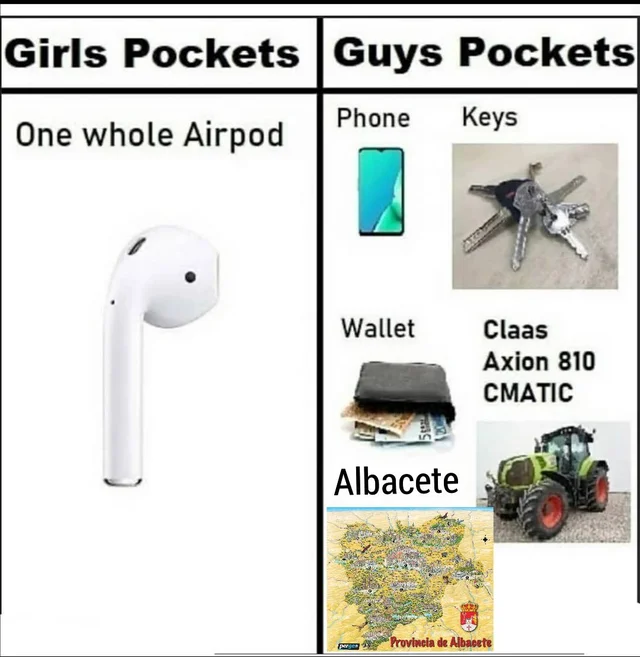 Girls Pockets
Guys Pockets
One whole Airpod
Phone
Keys
Wallet
Claas
Axion 810
CMATIC
Albacete
Provincia de Albacete